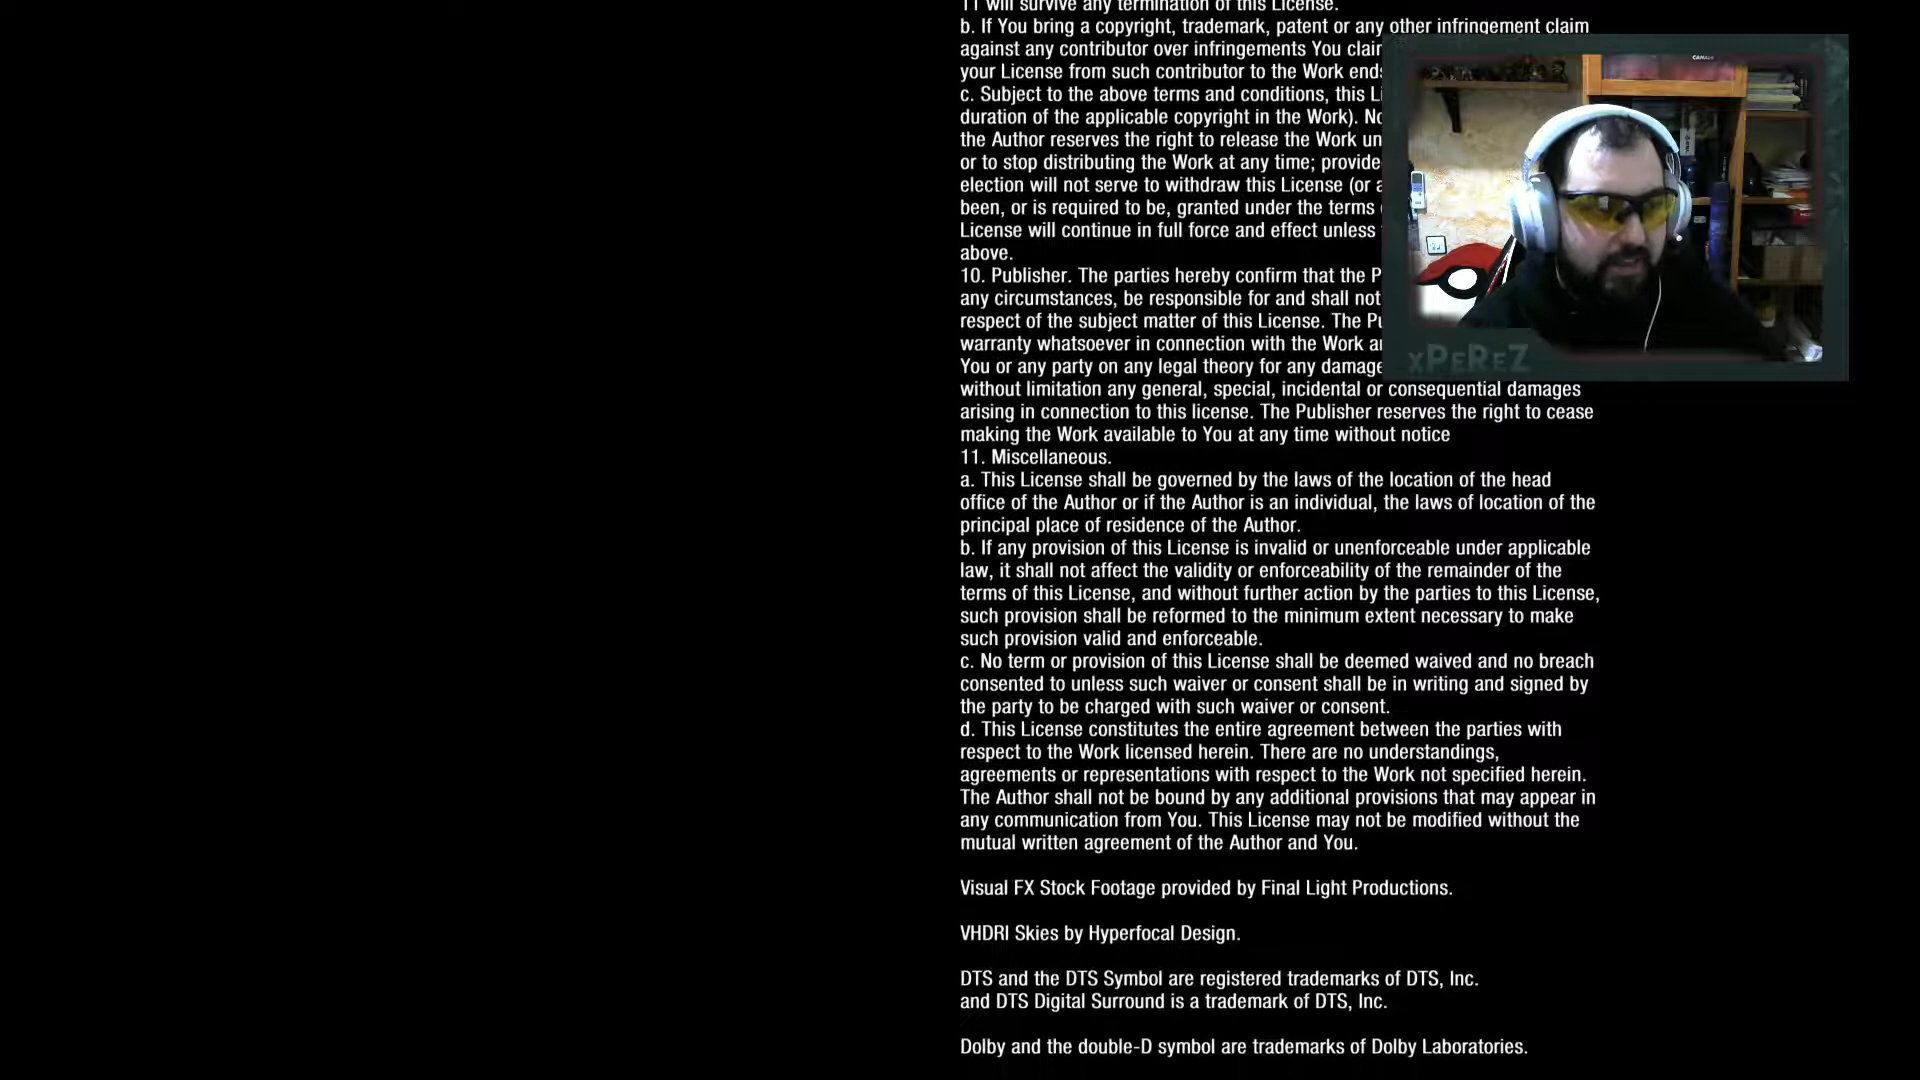 11 will survive any termination of this License.
b. If You bring a copyright, trademark, patent or any other infringement claim
against any contributor over infringements You clai
your License from such contributor to the Work ends
c. Subject to the above terms and conditions, this Li
duration of the applicable copyright in the Work). No
the Author reserves the right to release the Work un
or to stop distributing the Work at any time; provide
election will not serve to withdraw this License (or a
been, or is required to be, granted under the terms
License will continue in full force and effect unless
above.
10. Publisher. The parties hereby confirm that the P
any circumstances, be responsible for and shall not
respect of the subject matter of this License. The Pu
warranty whatsoever in connection with the Work a
You or any party on any legal theory for any damage
without limitation any general, special, incidental or consequential damages
arising in connection to this license. The Publisher reserves the right to cease
making the Work available to You at any time without notice
11. Miscellaneous.
a. This License shall be governed by the laws of the location of the head
office of the Author or if the Author is an individual, the laws of location of the
principal place of residence of the Author.
b. If any provision of this License is invalid or unenforceable under applicable
law, it shall not affect the validity or enforceability of the remainder of the
terms of this License, and without further action by the parties to this License,
such provision shall be reformed to the minimum extent necessary to make
such provision valid and enforceable.
c. No term or provision of this License shall be deemed waived and no breach
consented to unless such waiver or consent shall be in writing and signed by
the party to be charged with such waiver or consent.
d. This License constitutes the entire agreement between the parties with
respect to the Work licensed herein. There are no understandings,
agreements or representations with respect to the Work not specified herein.
The Author shall not be bound by any additional provisions that may appear in
any communication from You. This License may not be modified without the
mutual written agreement of the Author and You.
Visual FX Stock Footage provided by Final Light Productions.
VHDRI Skies by Hyperfocal Design.
DTS and the DTS Symbol are registered trademarks of DTS, Inc.
and DTS Digital Surround is a trademark of DTS, Inc.
Dolby and the double-D symbol are trademarks of Dolby Laboratories.
xPeReZ